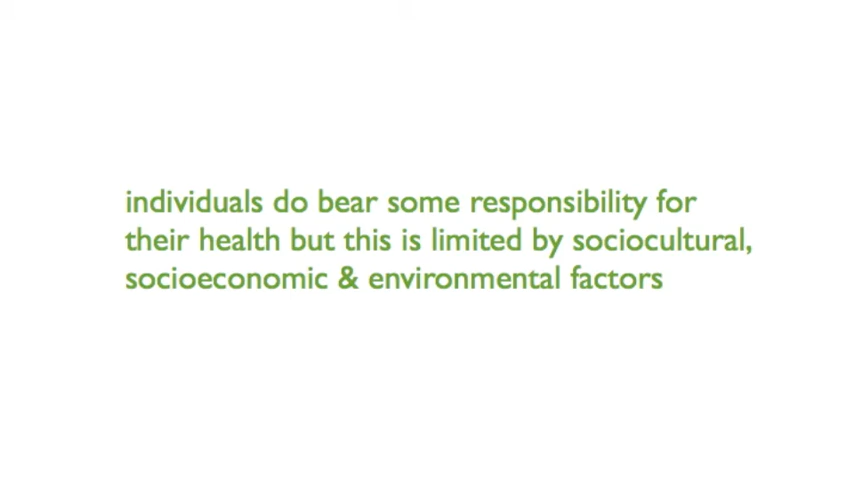 individuals do bear some responsibility for
their health but this is limited by sociocultural,
socioeconomic & environmental factors